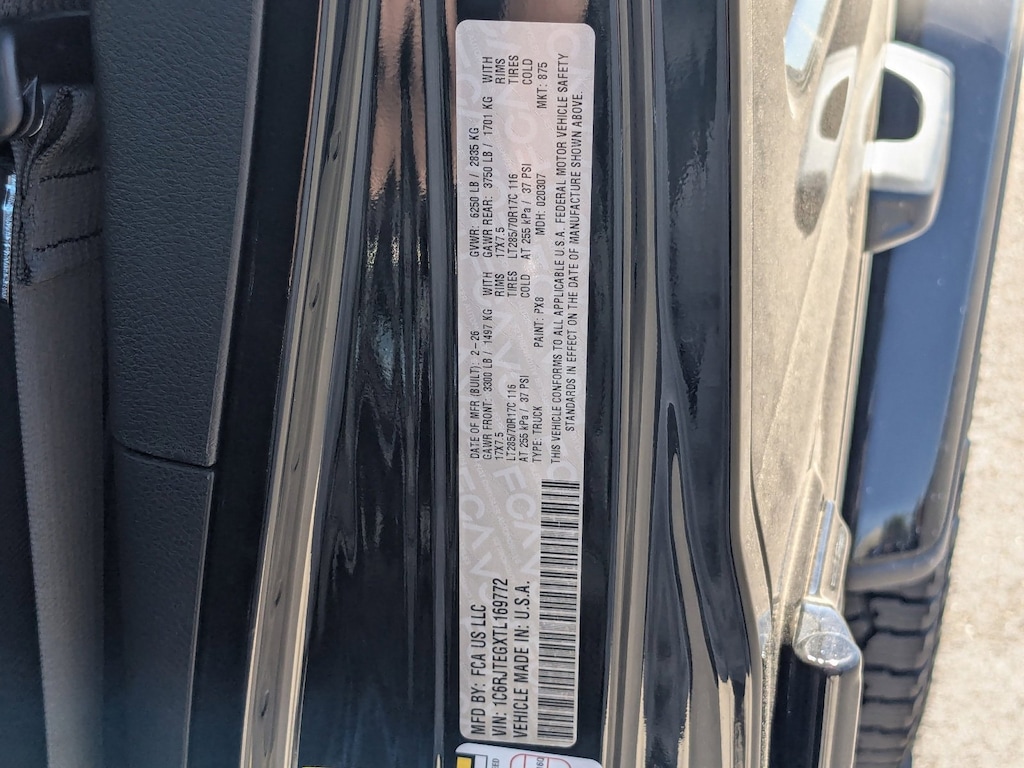 MFD BY: FCA US LLC
VIN: 1C6RJTEGXTL169772
VEHICLE MADE IN: U.S.A.
DATE OF MFR (BUILT): 2-26 GVWR: 6250 LB / 2835 KG
GAWR FRONT: 3300 LB / 1497 KG WITH GAWR REAR: 3750 LB / 1701 KG WITH
17X7.5 RIMS 17X7.5 RIMS
LT285/70R17C 116 TIRES LT285/70R17C 116 TIRES
AT 255 kPa / 37 PSI COLD AT 255 kPa / 37 PSI COLD
TYPE: TRUCK PAINT: PX8 MDH: 020307 MKT: 875
THIS VEHICLE CONFORMS TO ALL APPLICABLE U.S.A. FEDERAL MOTOR VEHICLE SAFETY
STANDARDS IN EFFECT ON THE DATE OF MANUFACTURE SHOWN ABOVE.